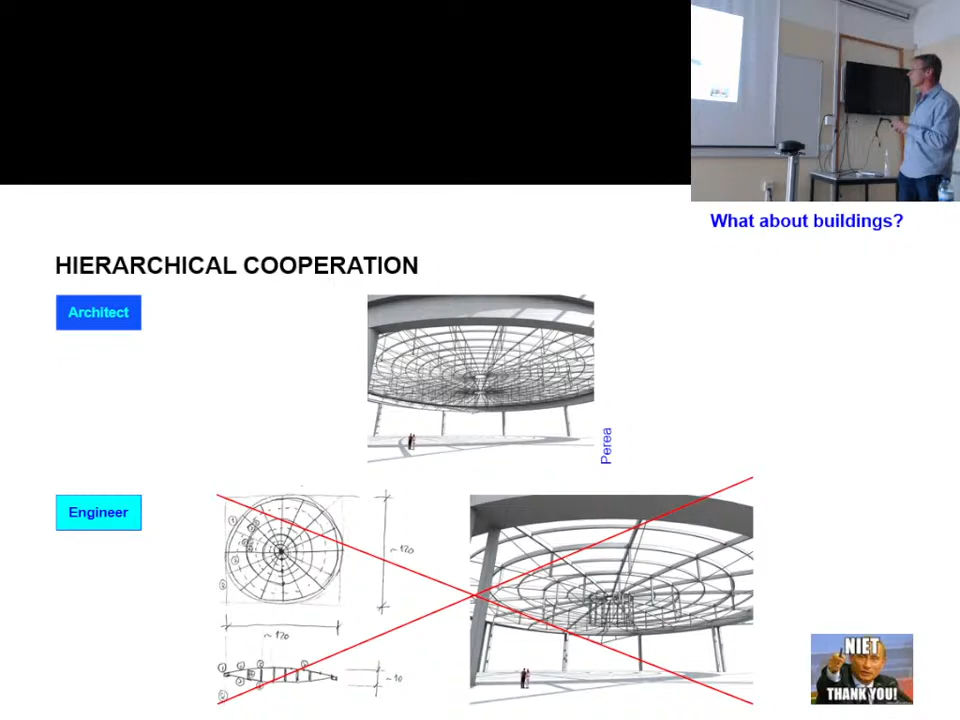 What about buildings?
HIERARCHICAL COOPERATION
Architect
Perea
Engineer
~120
~120
~10
NIET
THANK YOU!